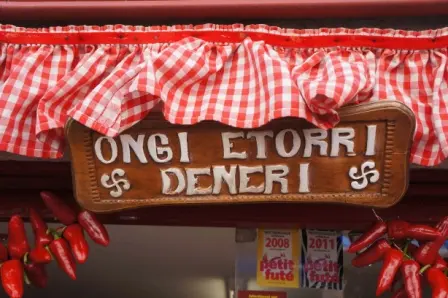 ONGI ETORRI
DENERI
2008 2011
petit petit
futé futé